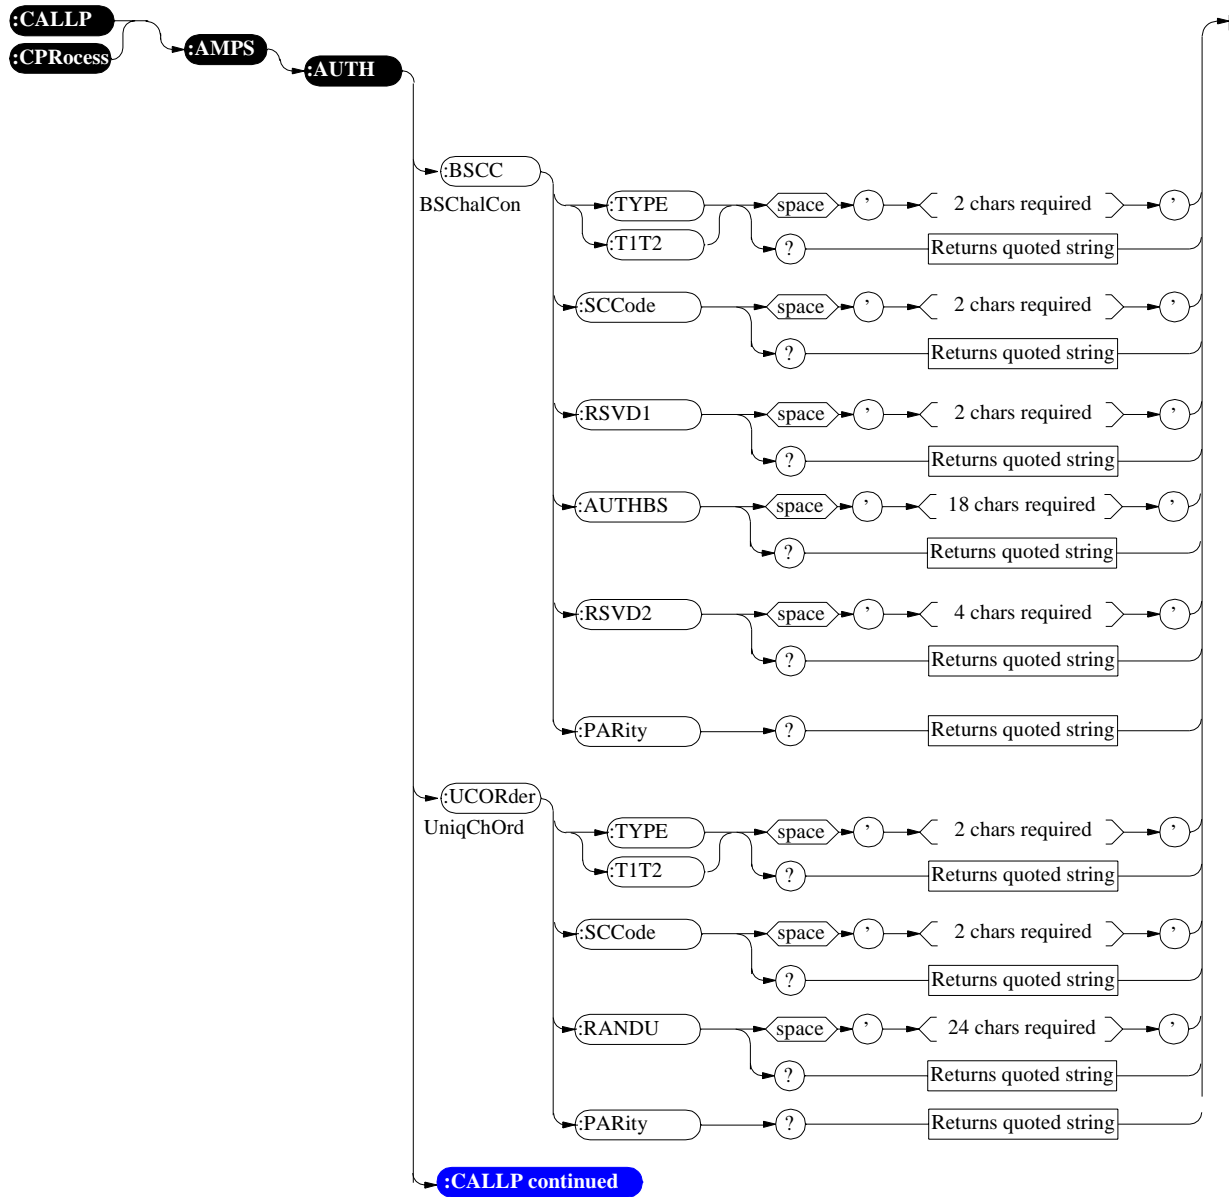 :CALLP
:CPRocess
:AMPS
:AUTH
:BSCC
BSChalCon
:TYPE space ’ 2 chars required ’
:T1T2 ? Returns quoted string
:SCCode space ’ 2 chars required ’
? Returns quoted string
:RSVD1 space ’ 2 chars required ’
? Returns quoted string
:AUTHBS space ’ 18 chars required ’
? Returns quoted string
:RSVD2 space ’ 4 chars required ’
? Returns quoted string
:PARity ? Returns quoted string
:UCORder
UniqChOrd
:TYPE space ’ 2 chars required ’
:T1T2 ? Returns quoted string
:SCCode space ’ 2 chars required ’
? Returns quoted string
:RANDU space ’ 24 chars required ’
? Returns quoted string
:PARity ? Returns quoted string
:CALLP continued